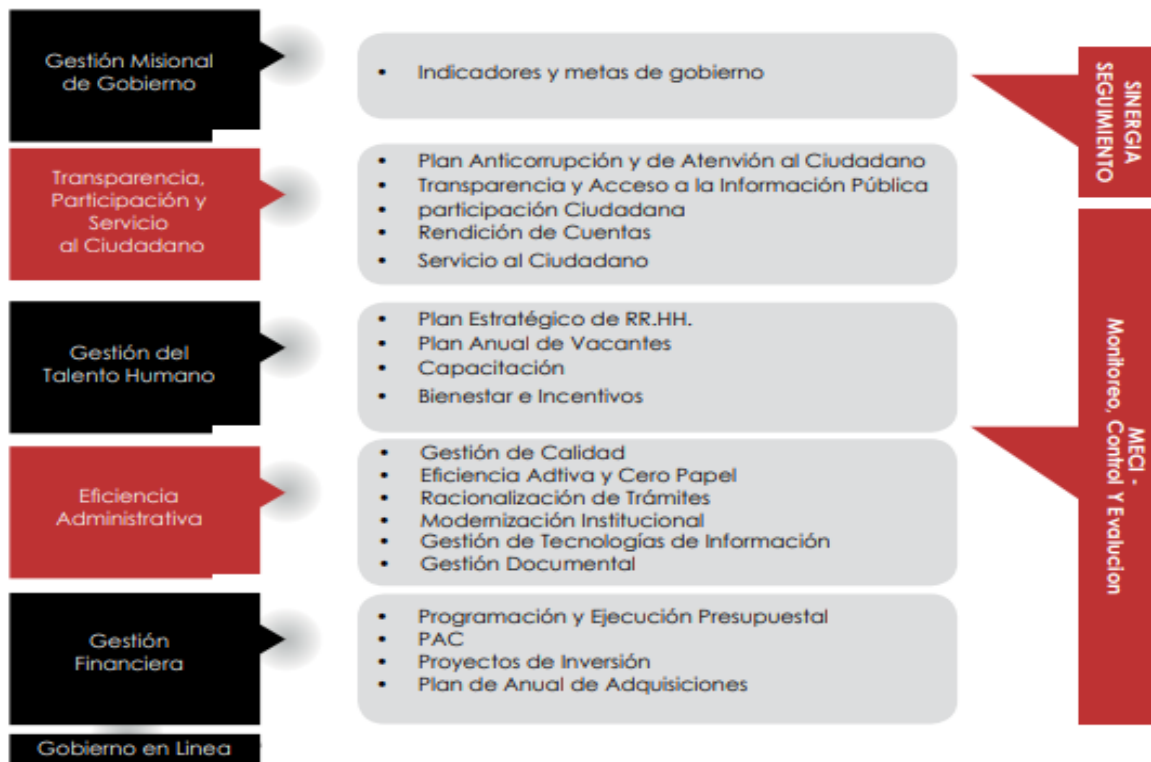 Gestión Misional
de Gobierno
• Indicadores y metas de gobierno
Transparencia,
Participación y
Servicio
al Ciudadano
• Plan Anticorrupción y de Atenvión al Ciudadano
• Transparencia y Acceso a la Información Pública
• participación Ciudadana
• Rendición de Cuentas
• Servicio al Ciudadano
Gestión del
Talento Humano
• Plan Estratégico de RR.HH.
• Plan Anual de Vacantes
• Capacitación
• Bienestar e Incentivos
Eficiencia
Administrativa
• Gestión de Calidad
• Eficiencia Adtiva y Cero Papel
• Racionalización de Trámites
• Modernización Institucional
• Gestión de Tecnologías de Información
• Gestión Documental
Gestión
Financiera
• Programación y Ejecución Presupuestal
• PAC
• Proyectos de Inversión
• Plan de Anual de Adquisiciones
Gobierno en Linea
SINERGIA
SEGUIMIENTO
MECI -
Monitoreo, Control Y Evalucion